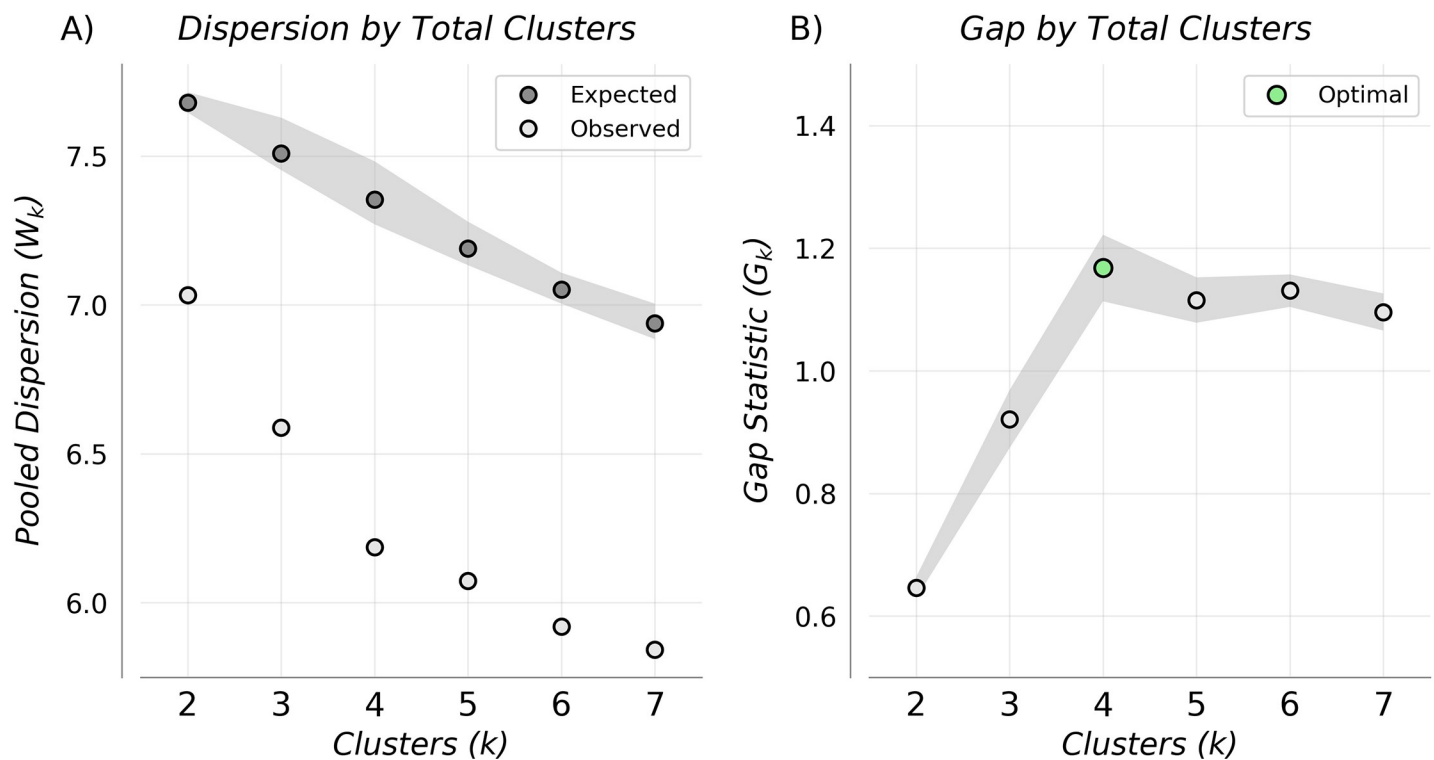 A) Dispersion by Total Clusters
Expected
Observed
7.5
7.0
6.5
6.0
Pooled Dispersion (Wk)
2 3 4 5 6 7
Clusters (k)
B) Gap by Total Clusters
Optimal
1.4
1.2
1.0
0.8
0.6
Gap Statistic (Gk)
2 3 4 5 6 7
Clusters (k)